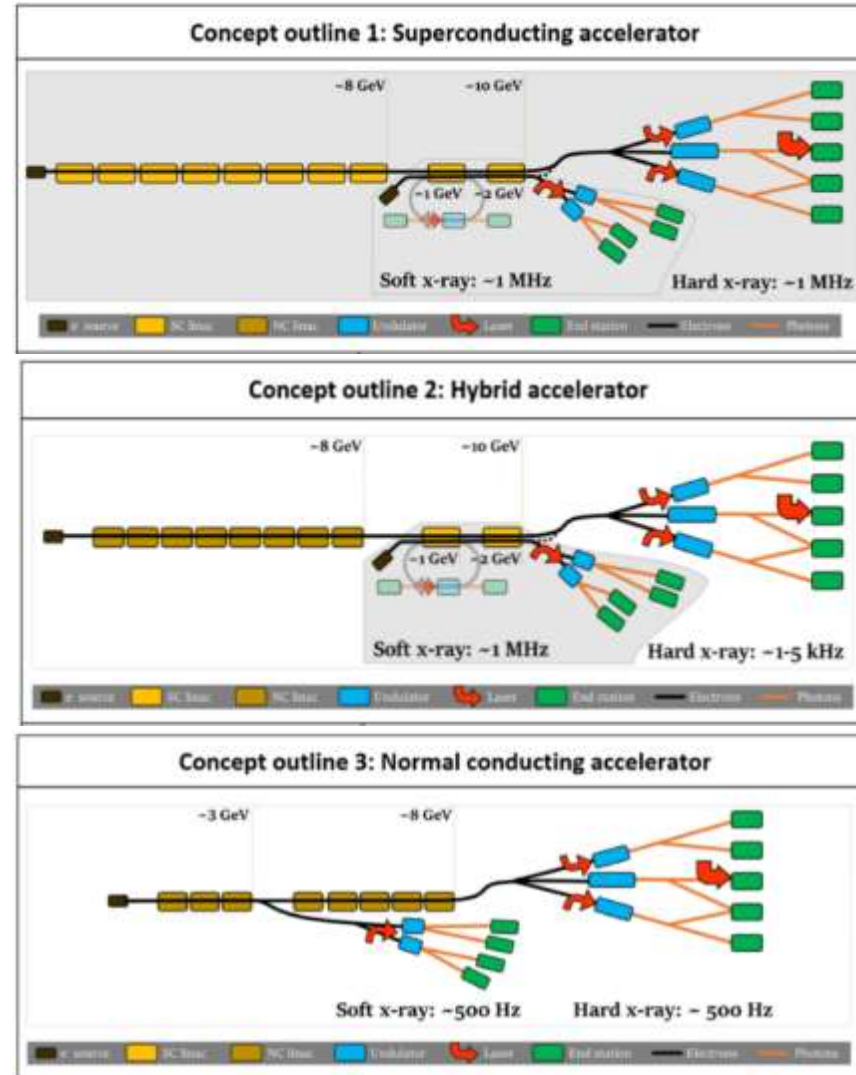 Concept outline 1: Superconducting accelerator
~8 GeV
~10 GeV
~1 GeV
~2 GeV
Soft x-ray: ~1 MHz
Hard x-ray: ~1 MHz
e⁻ source SC linac NC linac Undulator Laser End station Electrons Photons
Concept outline 2: Hybrid accelerator
~8 GeV
~10 GeV
~1 GeV
~2 GeV
Soft x-ray: ~1 MHz
Hard x-ray: ~1-5 kHz
e⁻ source SC linac NC linac Undulator Laser End station Electrons Photons
Concept outline 3: Normal conducting accelerator
~3 GeV
~8 GeV
Soft x-ray: ~500 Hz
Hard x-ray: ~ 500 Hz
e⁻ source SC linac NC linac Undulator Laser End station Electrons Photons